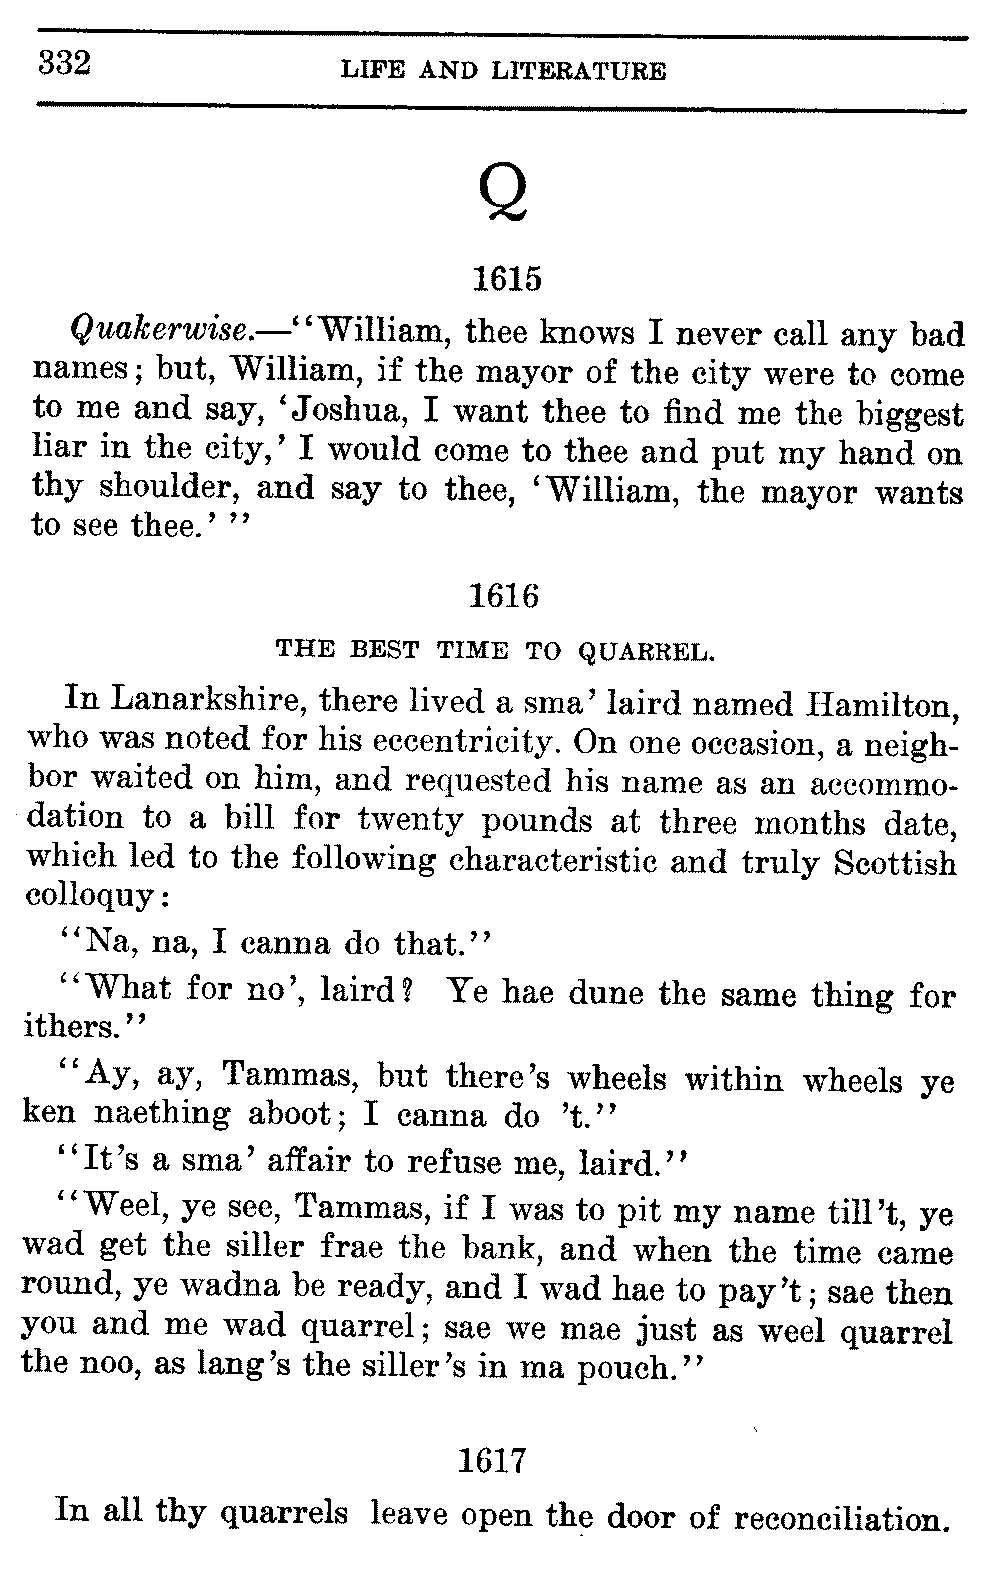 332
LIFE AND LITERATURE
Q
1615
Quakerwise.—"William, thee knows I never call any bad
names; but, William, if the mayor of the city were to come
to me and say, 'Joshua, I want thee to find me the biggest
liar in the city,' I would come to thee and put my hand on
thy shoulder, and say to thee, 'William, the mayor wants
to see thee.' "
1616
THE BEST TIME TO QUARREL.
In Lanarkshire, there lived a sma' laird named Hamilton,
who was noted for his eccentricity. On one occasion, a neigh-
bor waited on him, and requested his name as an accommo-
dation to a bill for twenty pounds at three months date,
which led to the following characteristic and truly Scottish
colloquy:
"Na, na, I canna do that."
"What for no', laird? Ye hae dune the same thing for
ithers."
"Ay, ay, Tammas, but there's wheels within wheels ye
ken naething aboot; I canna do 't."
"It's a sma' affair to refuse me, laird."
"Weel, ye see, Tammas, if I was to pit my name till't, ye
wad get the siller frae the bank, and when the time came
round, ye wadna be ready, and I wad hae to pay't; sae then
you and me wad quarrel; sae we mae just as weel quarrel
the noo, as lang's the siller's in ma pouch."
1617
In all thy quarrels leave open the door of reconciliation.